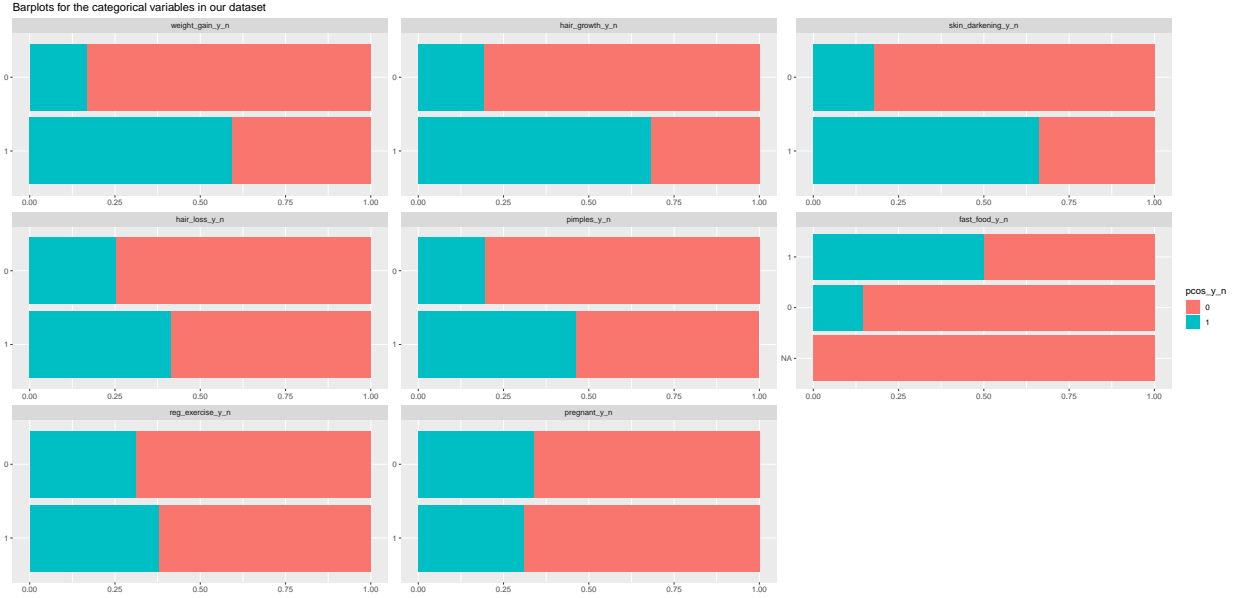 Barplots for the categorical variables in our dataset
weight_gain_y_n
hair_growth_y_n
skin_darkening_y_n
0
1
0.00 0.25 0.50 0.75 1.00
0
1
0.00 0.25 0.50 0.75 1.00
0
1
0.00 0.25 0.50 0.75 1.00
hair_loss_y_n
pimples_y_n
fast_food_y_n
0
1
0.00 0.25 0.50 0.75 1.00
0
1
0.00 0.25 0.50 0.75 1.00
1
0
NA
0.00 0.25 0.50 0.75 1.00
pcos_y_n
0
1
reg_exercise_y_n
pregnant_y_n
0
1
0.00 0.25 0.50 0.75 1.00
0
1
0.00 0.25 0.50 0.75 1.00